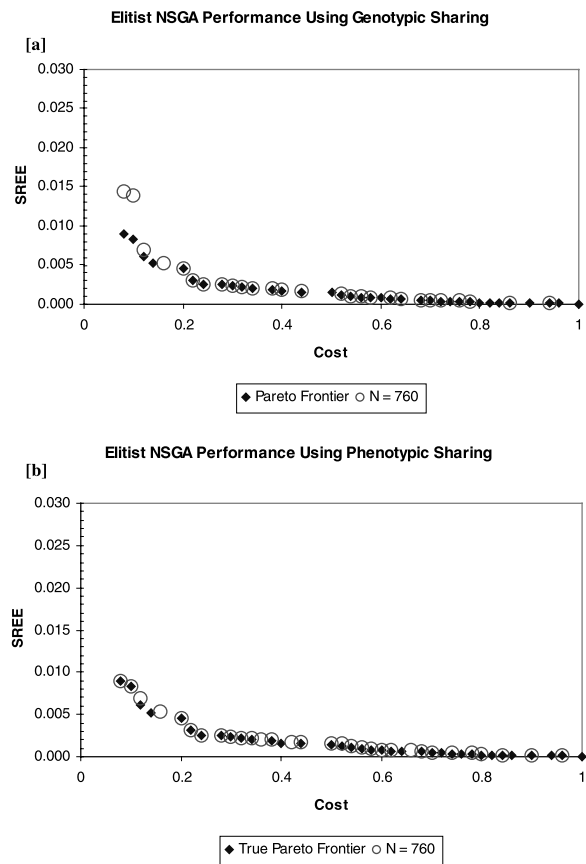 Elitist NSGA Performance Using Genotypic Sharing
[a]
0.030
0.025
0.020
0.015
0.010
0.005
0.000
SREE
0 0.2 0.4 0.6 0.8 1
Cost
Pareto Frontier N = 760
Elitist NSGA Performance Using Phenotypic Sharing
[b]
0.030
0.025
0.020
0.015
0.010
0.005
0.000
SREE
0 0.2 0.4 0.6 0.8 1
Cost
True Pareto Frontier N = 760